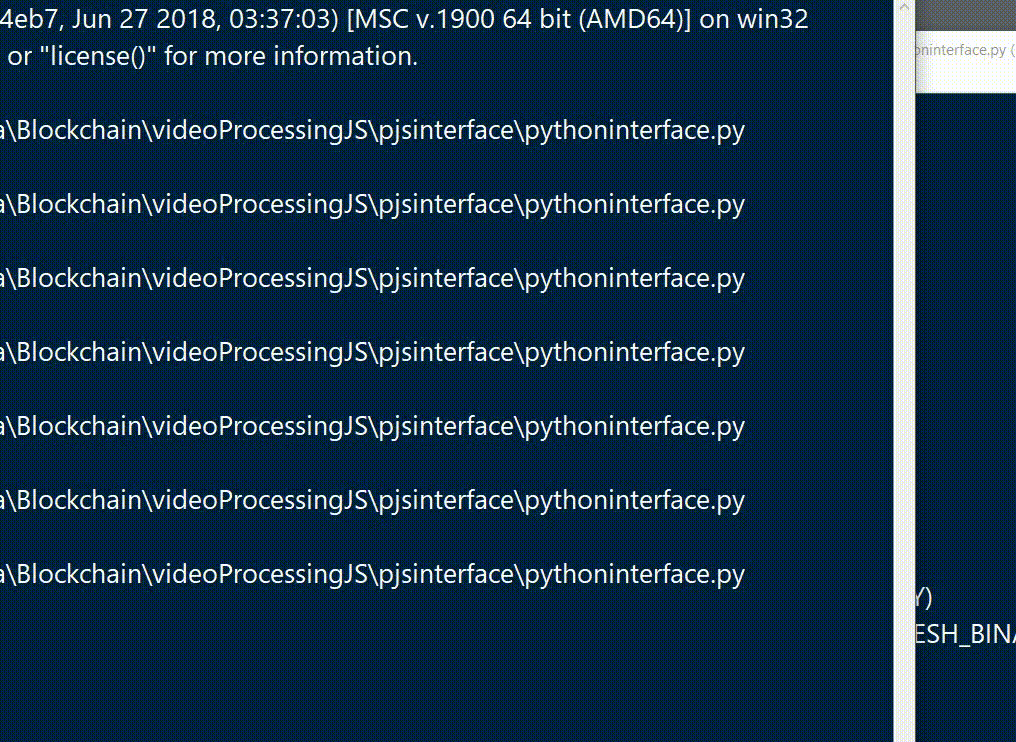 4eb7, Jun 27 2018, 03:37:03) [MSC v.1900 64 bit (AMD64)] on win32
or "license()" for more information.
oninterface.py (
a\Blockchain\videoProcessingJS\pjsinterface\pythoninterface.py
a\Blockchain\videoProcessingJS\pjsinterface\pythoninterface.py
a\Blockchain\videoProcessingJS\pjsinterface\pythoninterface.py
a\Blockchain\videoProcessingJS\pjsinterface\pythoninterface.py
a\Blockchain\videoProcessingJS\pjsinterface\pythoninterface.py
a\Blockchain\videoProcessingJS\pjsinterface\pythoninterface.py
a\Blockchain\videoProcessingJS\pjsinterface\pythoninterface.py
Y)
ESH_BINA